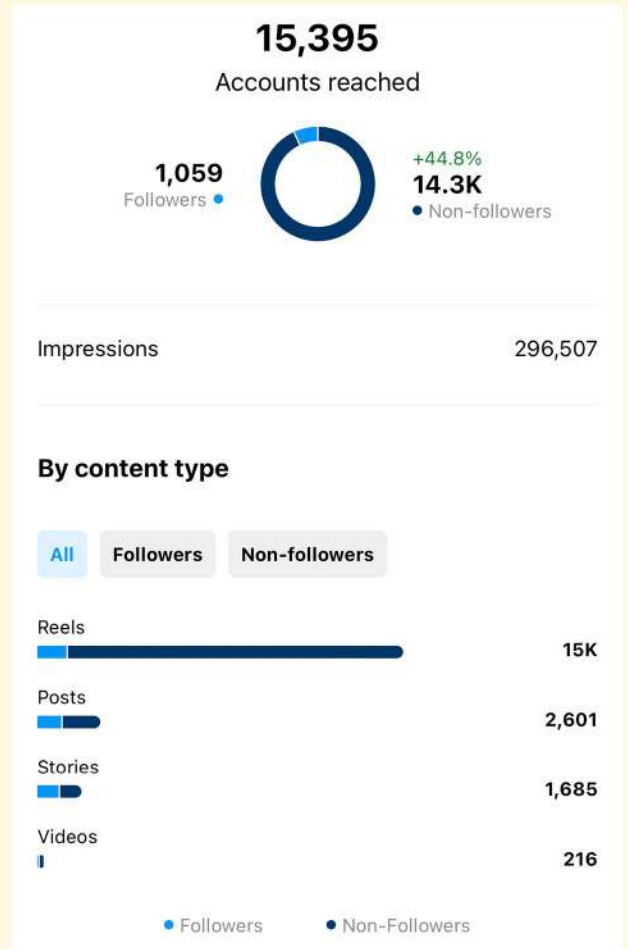 15,395
Accounts reached
+44.8%
1,059 14.3K
Followers Non-followers
Impressions 296,507
By content type
All Followers Non-followers
Reels
15K
Posts
2,601
Stories
1,685
Videos
216
Followers Non-Followers